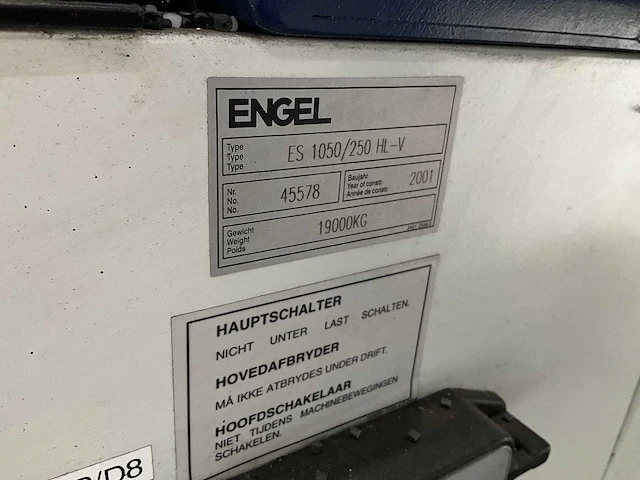 ENGEL
Type
Type
Type
ES 1050/250 HL-V
Nr.
No.
No.
45578
Baujahr
Year of constr.
Année de constr.
2001
Gewicht
Weight
Poids
19000KG
HAUPTSCHALTER
NICHT UNTER LAST SCHALTEN.
HOVEDAFBRYDER
MÅ IKKE ATBRYDES UNDER DRIFT.
HOOFDSCHAKELAAR
NIET TIJDENS MACHINEBEWEGINGEN
SCHAKELEN.
/D8